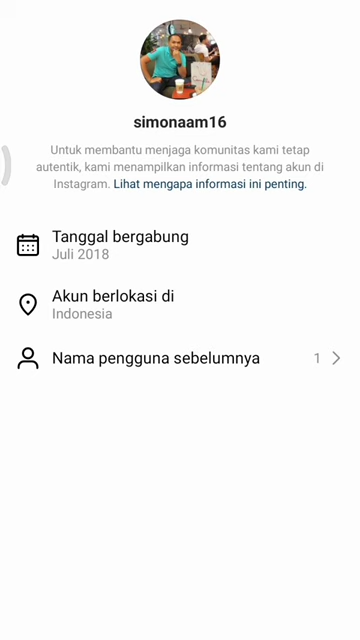 simonaam16
Untuk membantu menjaga komunitas kami tetap
autentik, kami menampilkan informasi tentang akun di
Instagram. Lihat mengapa informasi ini penting.
Tanggal bergabung
Juli 2018
Akun berlokasi di
Indonesia
Nama pengguna sebelumnya 1